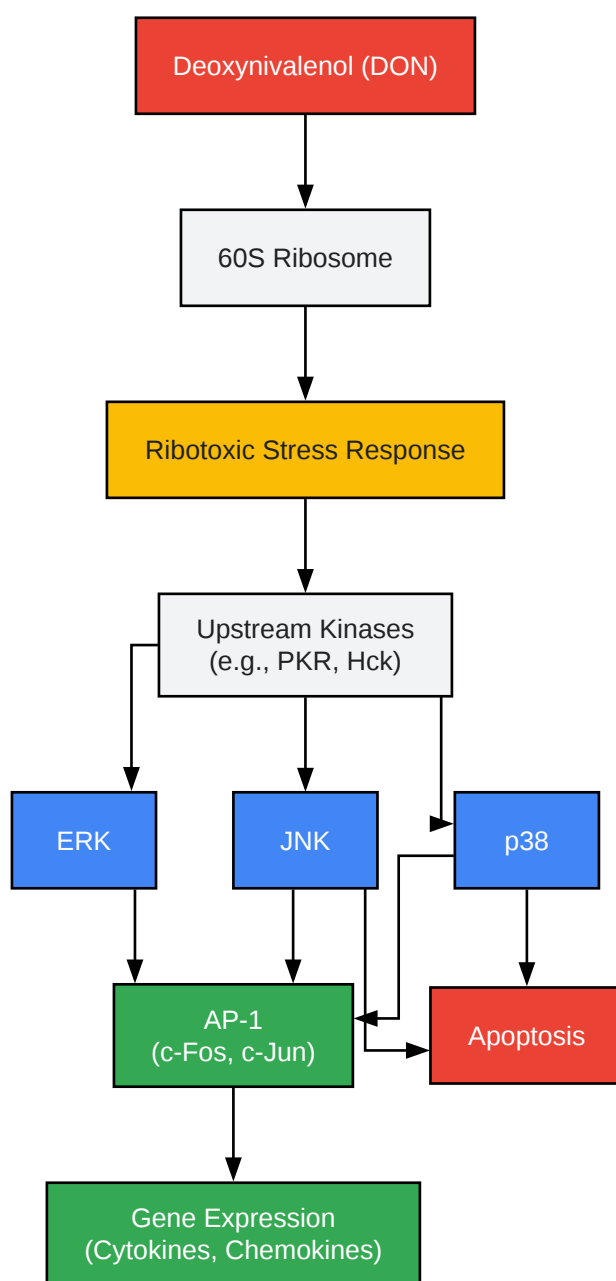 Deoxynivalenol (DON)
60S Ribosome
Ribotoxic Stress Response
Upstream Kinases
(e.g., PKR, Hck)
ERK
JNK
p38
AP-1
(c-Fos, c-Jun)
Apoptosis
Gene Expression
(Cytokines, Chemokines)